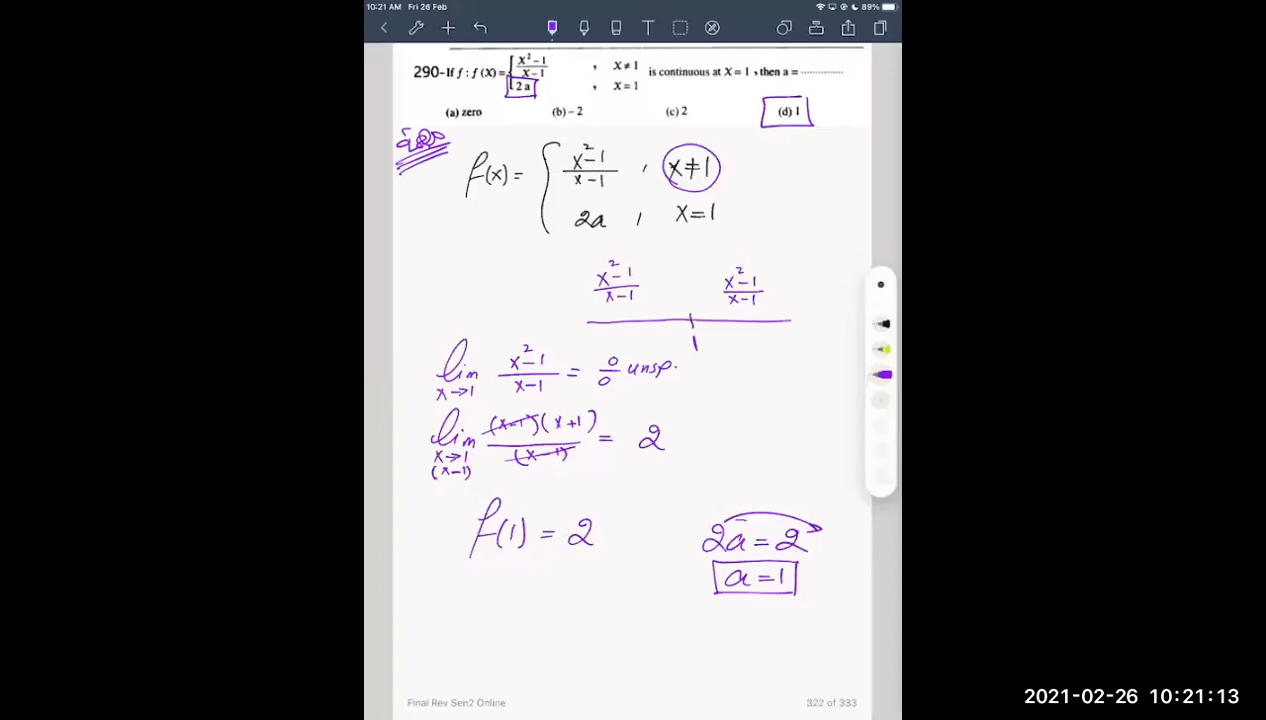 10:21 AM Fri 26 Feb 89%
290-If f : f (X) = { X² – 1 / X – 1 , X ≠ 1 is continuous at X = 1 , then a = ··············
2 a , X = 1
(a) zero (b) – 2 (c) 2 (d) 1
f(x) = { x²-1 / x-1 , x≠1
2a , x=1
x²-1 / x-1 x²-1 / x-1
1
lim x→1 x²-1 / x-1 = 0/0 unsp.
lim x→1 (x-1)(x+1) / (x-1) = 2
(x-1)
f(1) = 2 2a = 2
a = 1
Final Rev Sen2 Online 322 of 333
2021-02-26 10:21:13